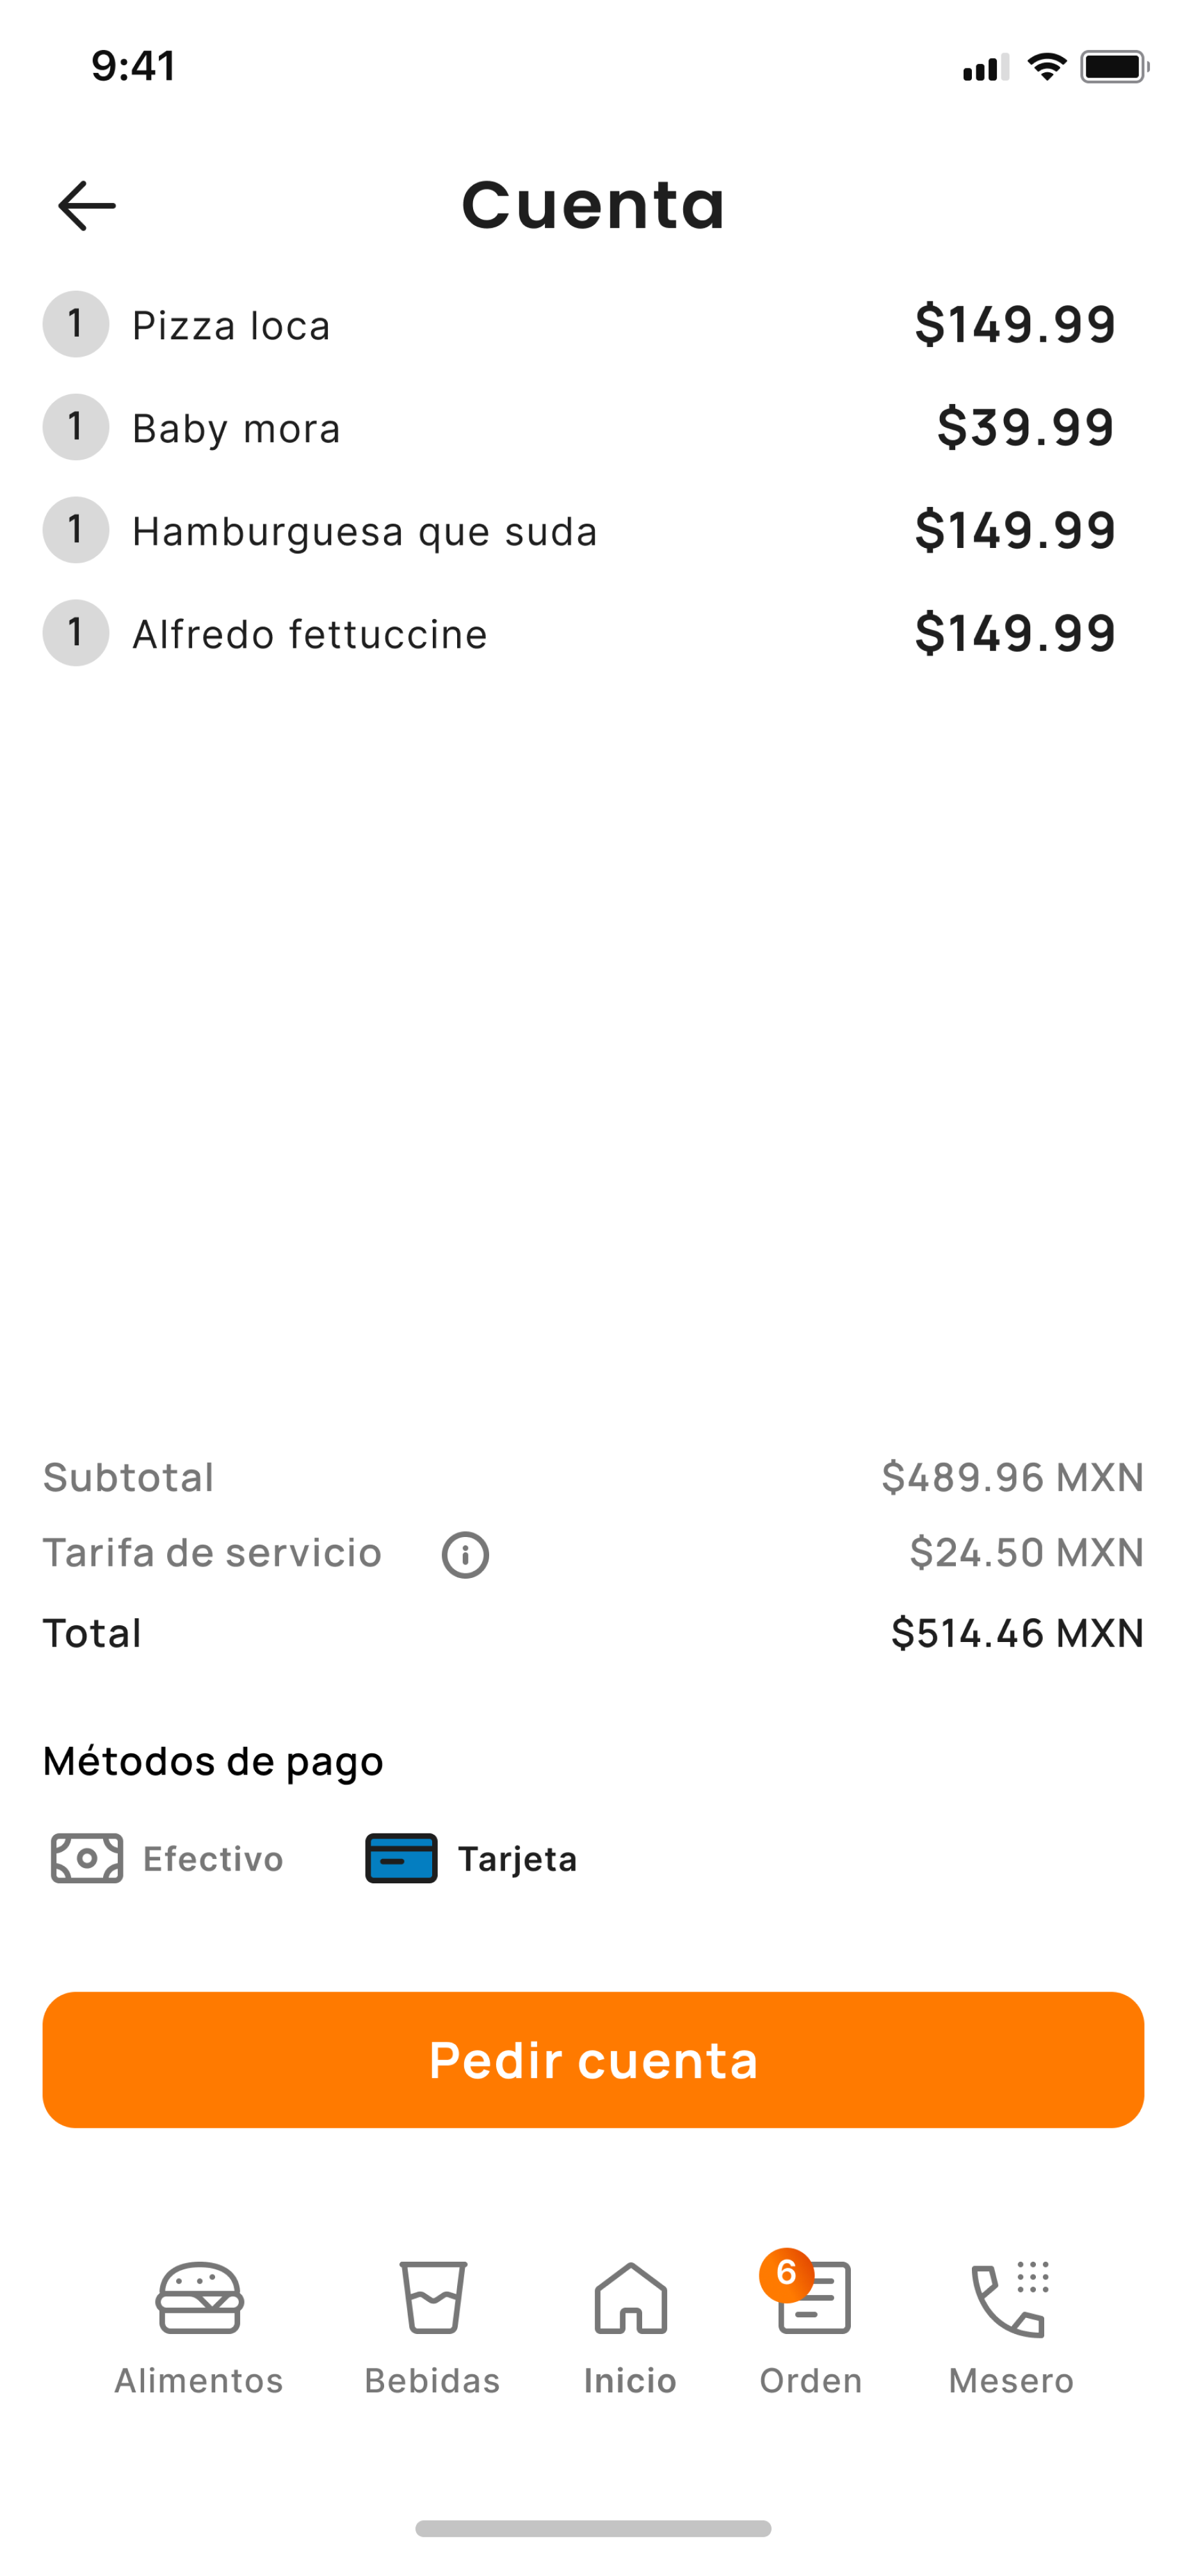 9:41
Cuenta
1 Pizza loca $149.99
1 Baby mora $39.99
1 Hamburguesa que suda $149.99
1 Alfredo fettuccine $149.99
Subtotal $489.96 MXN
Tarifa de servicio $24.50 MXN
Total $514.46 MXN
Métodos de pago
Efectivo Tarjeta
Pedir cuenta
6
Alimentos Bebidas Inicio Orden Mesero